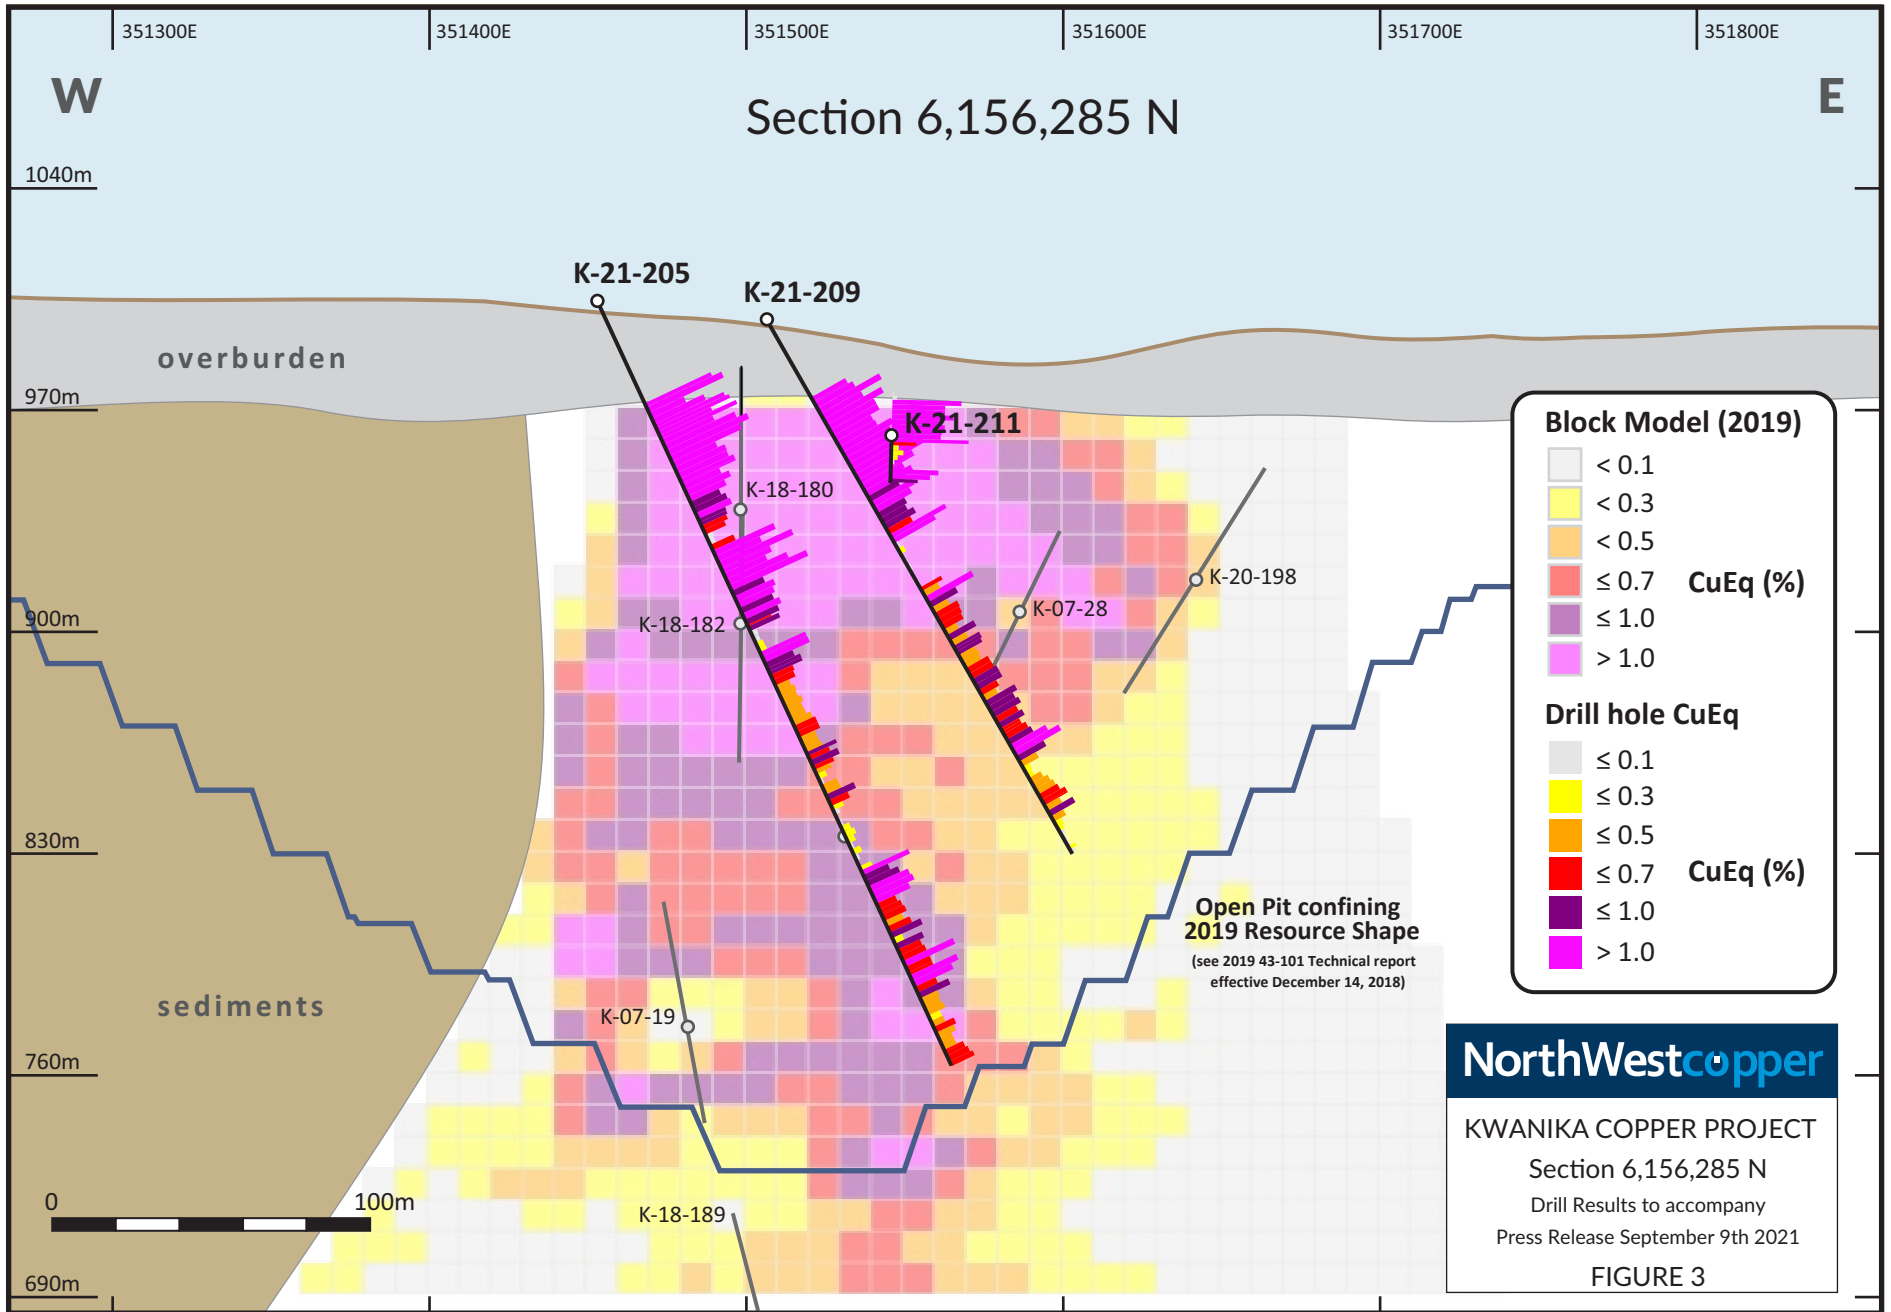 351300E
351400E
351500E
351600E
351700E
351800E
W
E
Section 6,156,285 N
1040m
K-21-205
K-21-209
overburden
970m
K-21-211
K-18-180
K-20-198
K-07-28
900m
K-18-182
830m
Open Pit confining
2019 Resource Shape
(see 2019 43-101 Technical report
effective December 14, 2018)
sediments
K-07-19
760m
0
100m
K-18-189
690m
Block Model (2019)
< 0.1
< 0.3
< 0.5
≤ 0.7
CuEq (%)
≤ 1.0
> 1.0
Drill hole CuEq
≤ 0.1
≤ 0.3
≤ 0.5
≤ 0.7
CuEq (%)
≤ 1.0
> 1.0
NorthWestcopper
KWANIKA COPPER PROJECT
Section 6,156,285 N
Drill Results to accompany
Press Release September 9th 2021
FIGURE 3